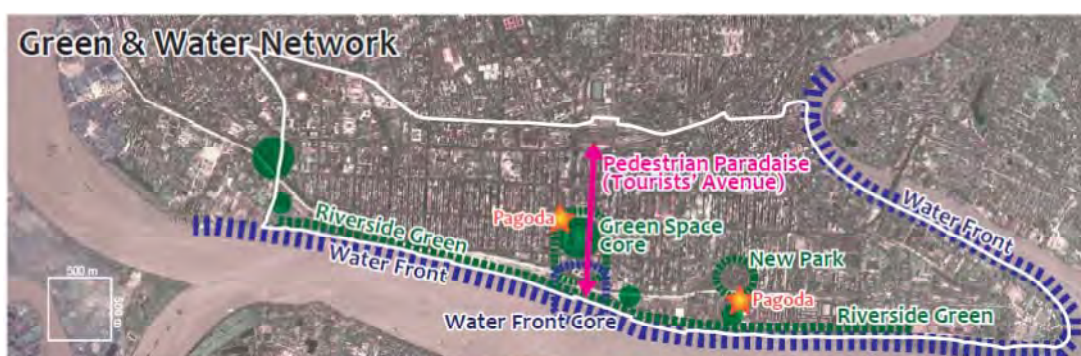 Green & Water Network
Pedestrian Paradaise
(Tourists' Avenue)
Pagoda
Green Space
Core
Riverside Green
Water Front
Water Front
New Park
Pagoda
Water Front Core
Riverside Green
500 m
500 m